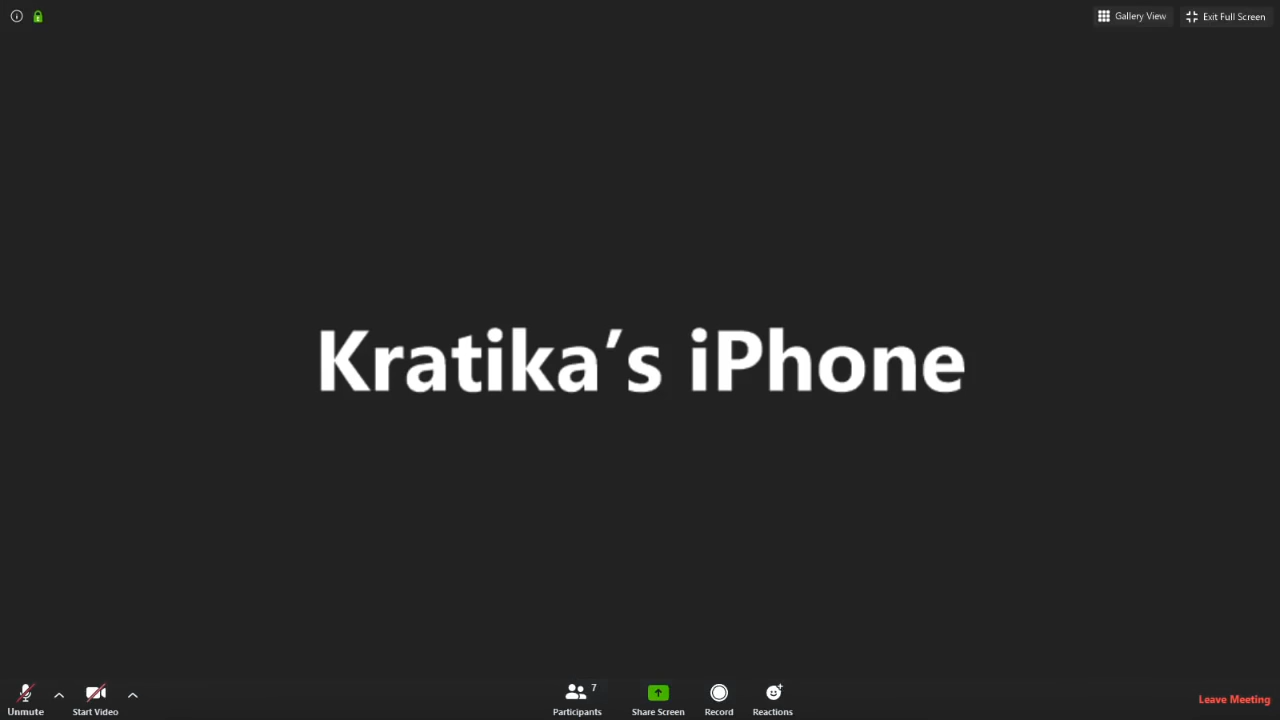 Gallery View
Exit Full Screen
Kratika’s iPhone
7
Unmute
Start Video
Participants
Share Screen
Record
Reactions
Leave Meeting